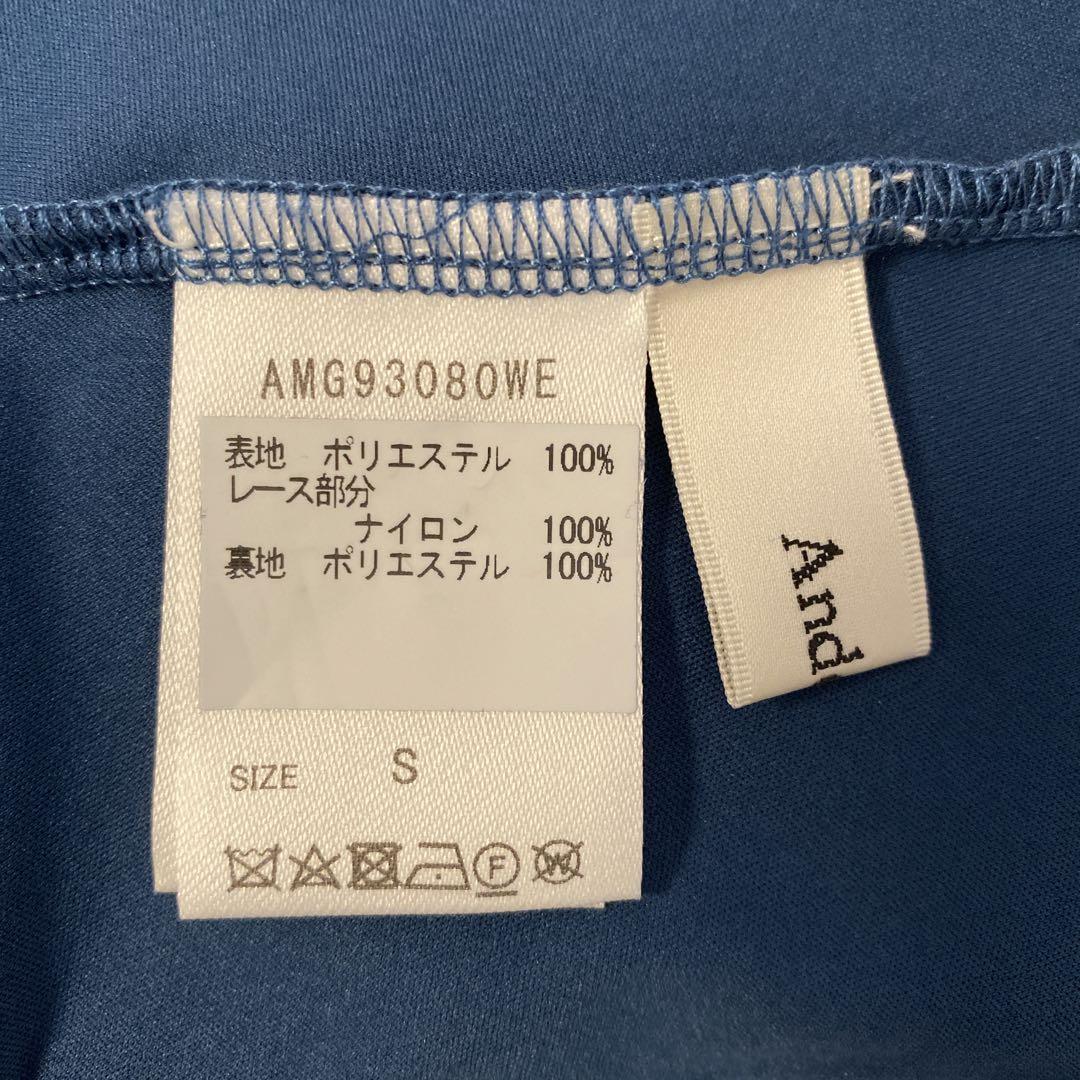 AMG93080WE
表地 ポリエステル 100%
レース部分
ナイロン 100%
裏地 ポリエステル 100%
SIZE S
F W
And